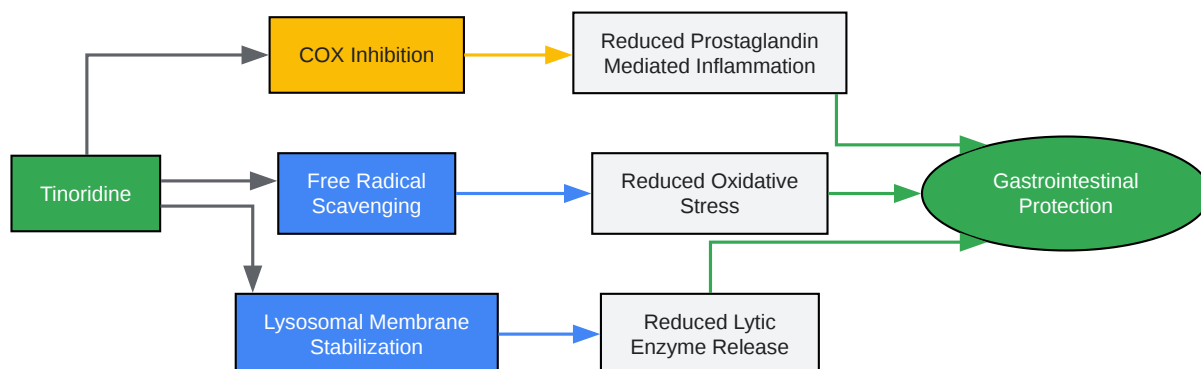 COX Inhibition
Reduced Prostaglandin
Mediated Inflammation
Tinoridine
Free Radical
Scavenging
Reduced Oxidative
Stress
Gastrointestinal
Protection
Lysosomal Membrane
Stabilization
Reduced Lytic
Enzyme Release